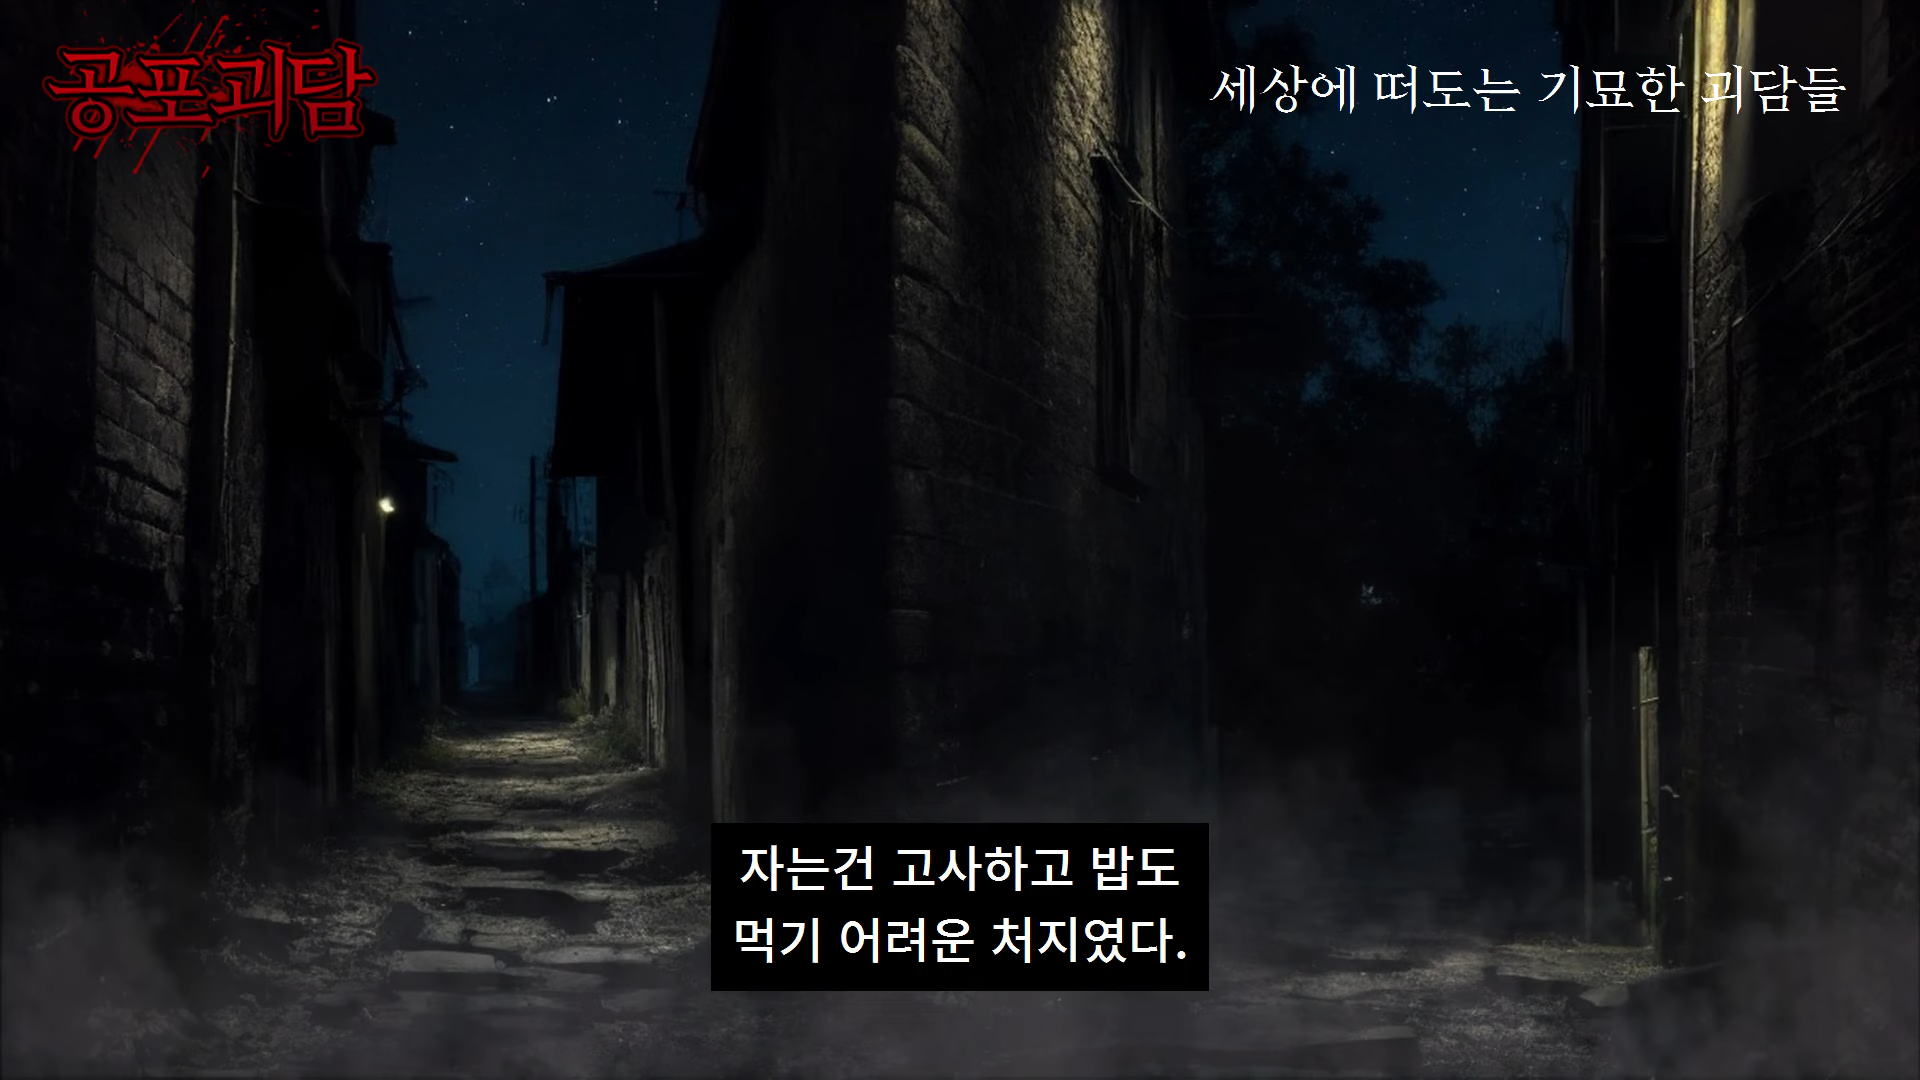 공포괴담
세상에 떠도는 기묘한 괴담들
자는건 고사하고 밥도
먹기 어려운 처지였다.